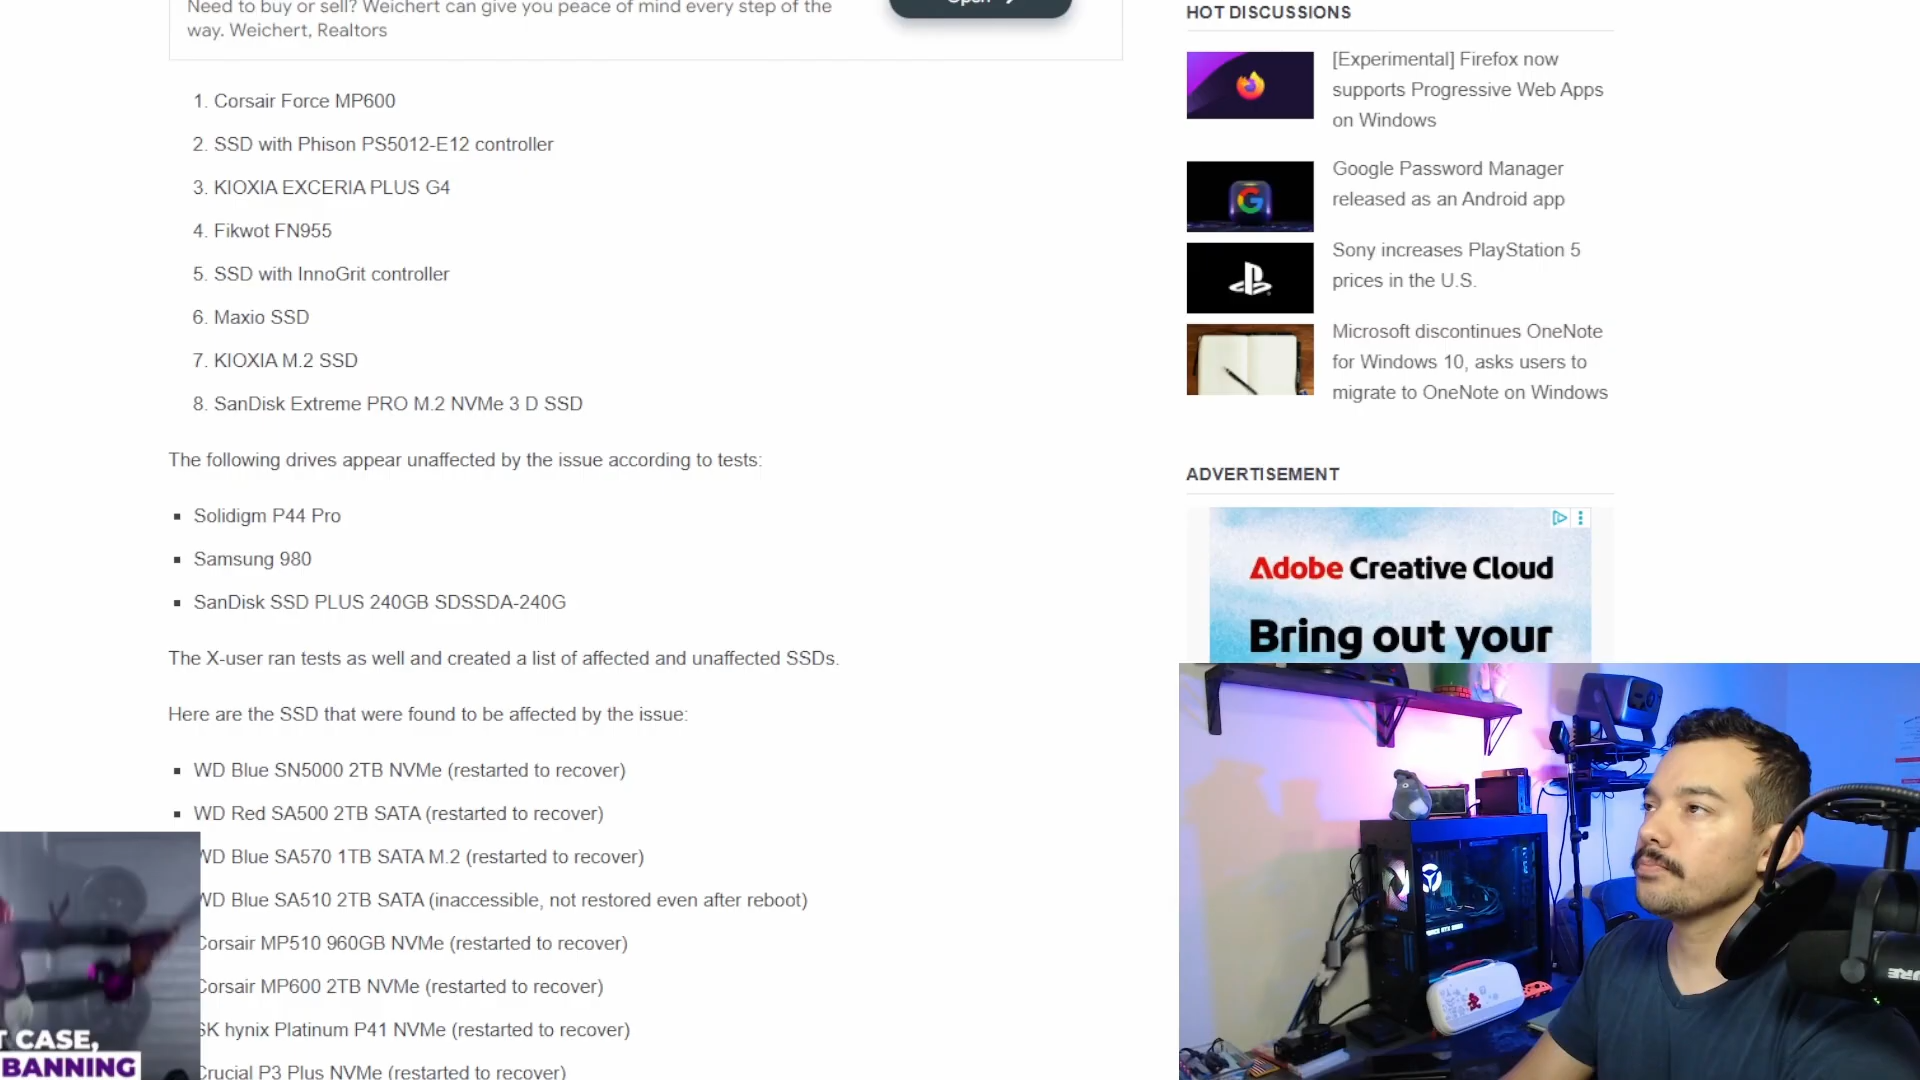 Need to buy or sell? Weichert can give you peace of mind every step of the
way. Weichert, Realtors
Open
1. Corsair Force MP600
2. SSD with Phison PS5012-E12 controller
3. KIOXIA EXCERIA PLUS G4
4. Fikwot FN955
5. SSD with InnoGrit controller
6. Maxio SSD
7. KIOXIA M.2 SSD
8. SanDisk Extreme PRO M.2 NVMe 3 D SSD
The following drives appear unaffected by the issue according to tests:
Solidigm P44 Pro
Samsung 980
SanDisk SSD PLUS 240GB SDSSDA-240G
The X-user ran tests as well and created a list of affected and unaffected SSDs.
Here are the SSD that were found to be affected by the issue:
WD Blue SN5000 2TB NVMe (restarted to recover)
WD Red SA500 2TB SATA (restarted to recover)
WD Blue SA570 1TB SATA M.2 (restarted to recover)
WD Blue SA510 2TB SATA (inaccessible, not restored even after reboot)
Corsair MP510 960GB NVMe (restarted to recover)
Corsair MP600 2TB NVMe (restarted to recover)
SK hynix Platinum P41 NVMe (restarted to recover)
Crucial P3 Plus NVMe (restarted to recover)
T CASE,
BANNING
HOT DISCUSSIONS
[Experimental] Firefox now
supports Progressive Web Apps
on Windows
Google Password Manager
released as an Android app
Sony increases PlayStation 5
prices in the U.S.
Microsoft discontinues OneNote
for Windows 10, asks users to
migrate to OneNote on Windows
ADVERTISEMENT
Adobe Creative Cloud
Bring out your